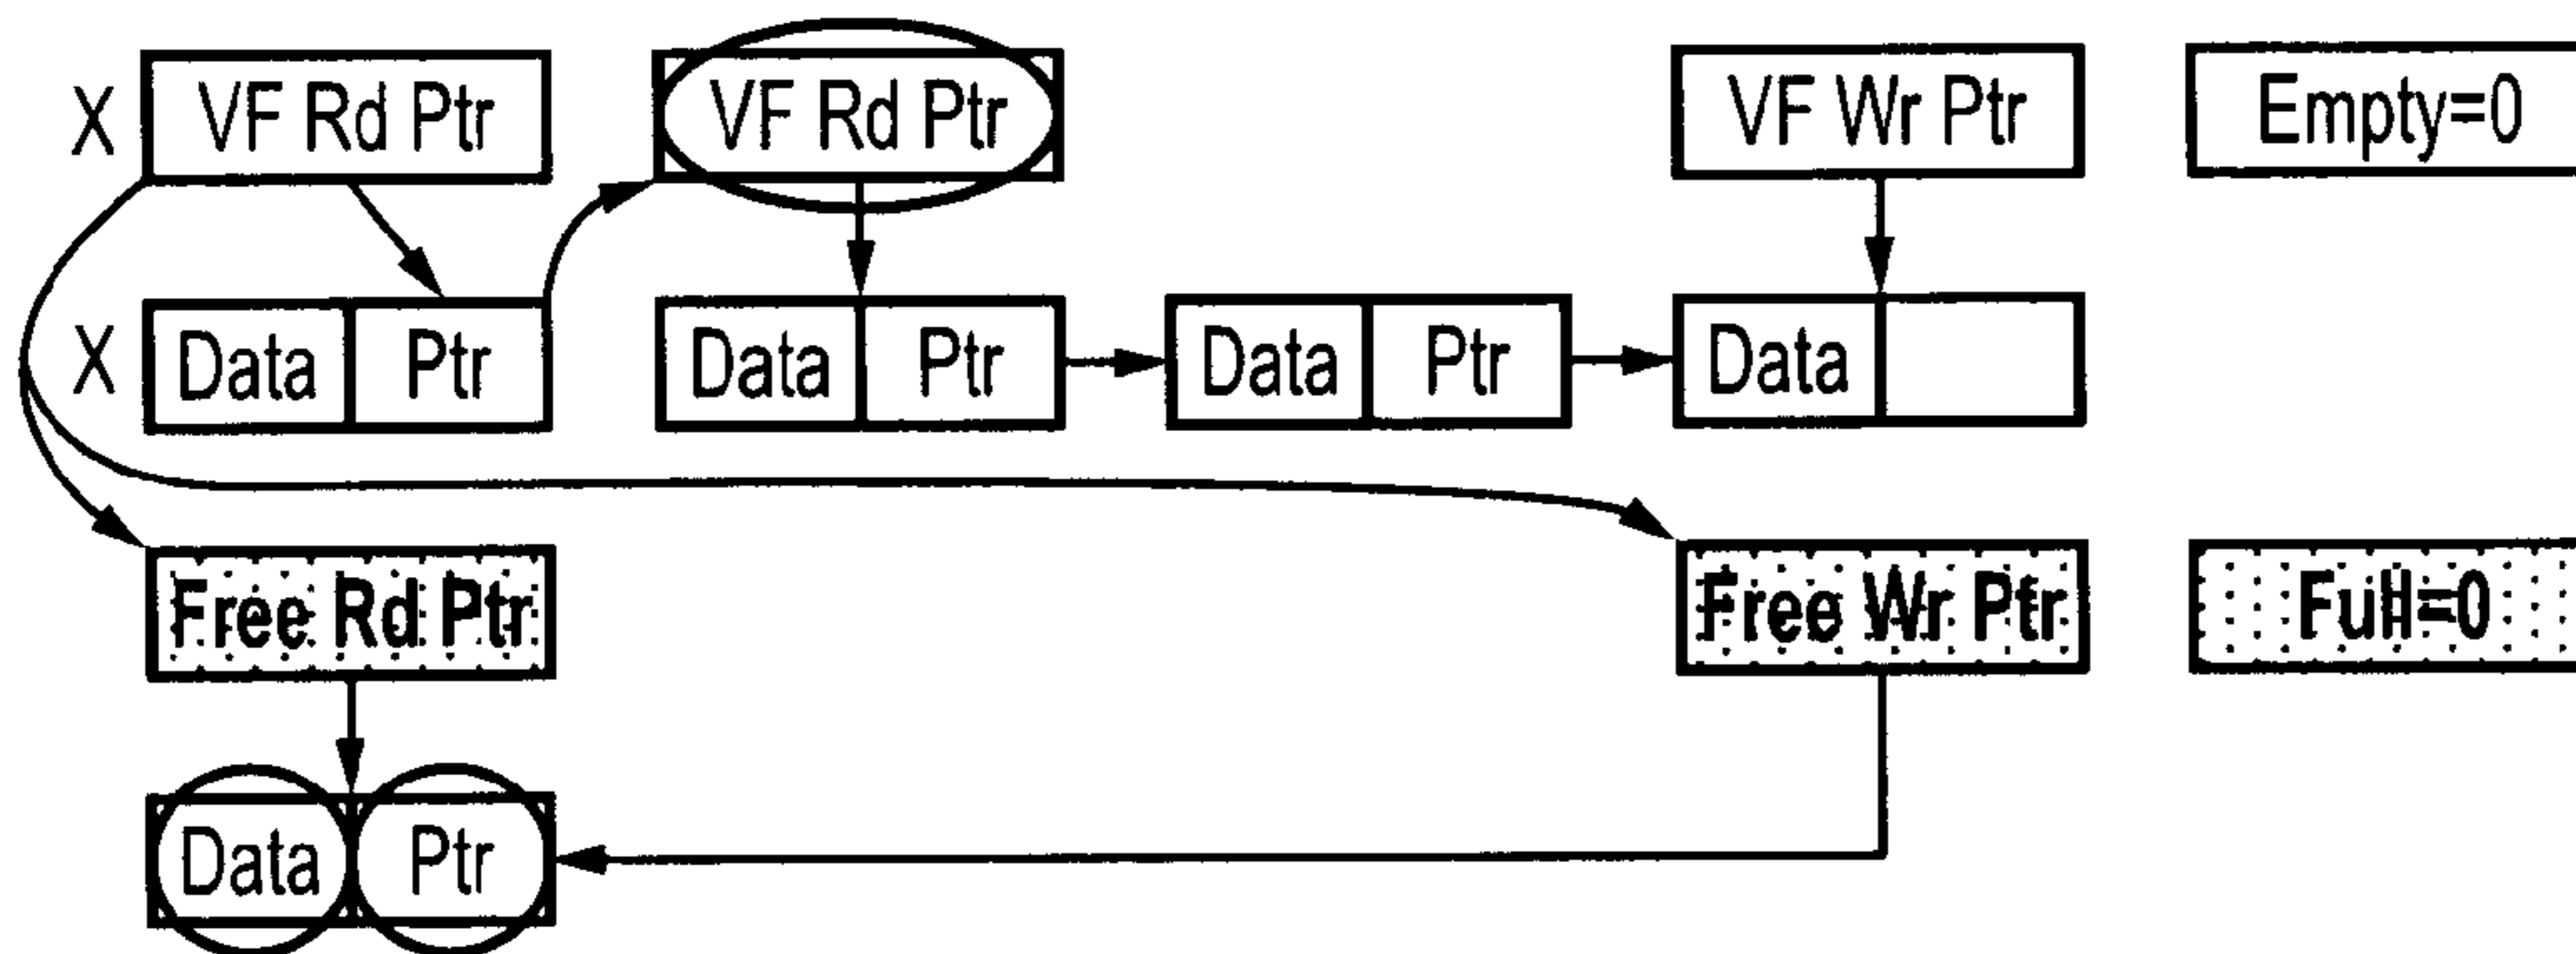 X VF Rd Ptr VF Rd Ptr VF Wr Ptr Empty=0
X Data Ptr Data Ptr Data Ptr Data
Free Rd Ptr Free Wr Ptr Full=0
Data Ptr